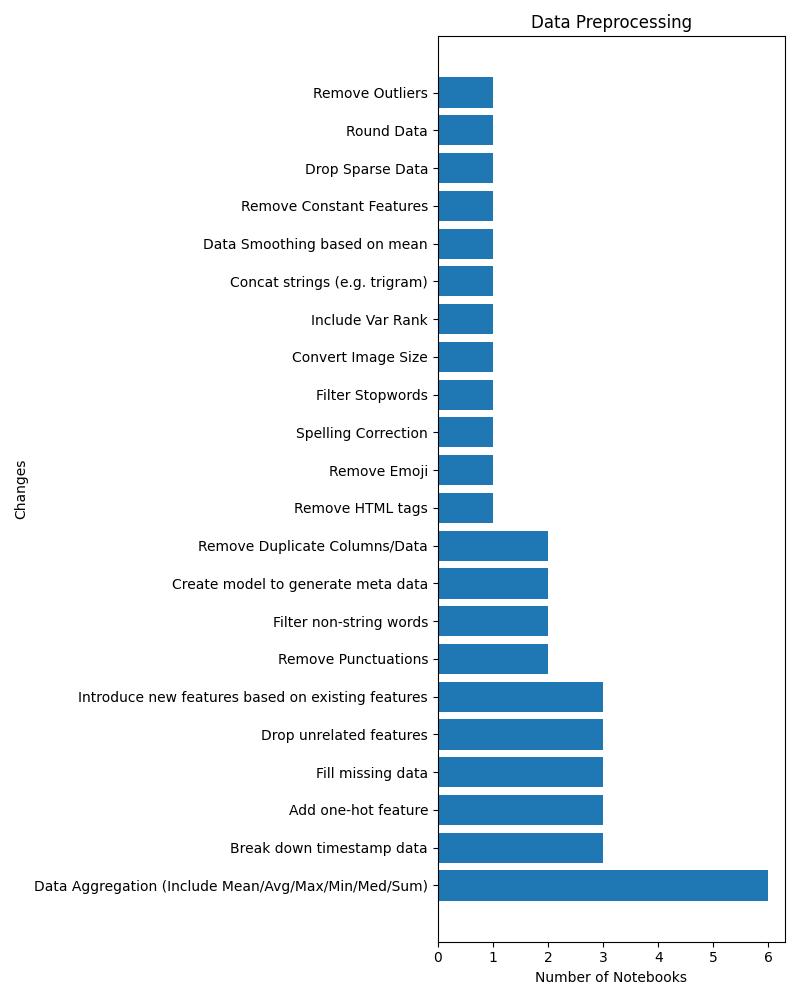 Data Preprocessing
Remove Outliers
Round Data
Drop Sparse Data
Remove Constant Features
Data Smoothing based on mean
Concat strings (e.g. trigram)
Include Var Rank
Convert Image Size
Filter Stopwords
Spelling Correction
Remove Emoji
Remove HTML tags
Remove Duplicate Columns/Data
Create model to generate meta data
Filter non-string words
Remove Punctuations
Introduce new features based on existing features
Drop unrelated features
Fill missing data
Add one-hot feature
Break down timestamp data
Data Aggregation (Include Mean/Avg/Max/Min/Med/Sum)
Changes
0 1 2 3 4 5 6
Number of Notebooks